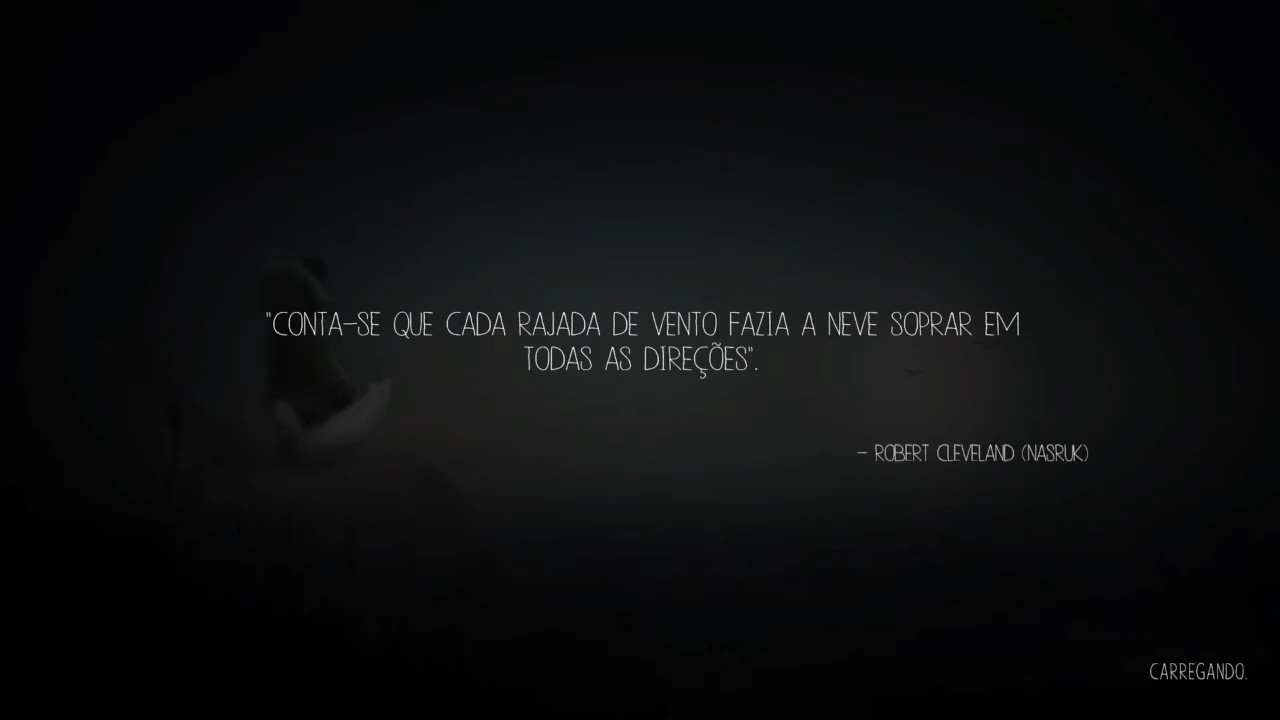 "CONTA-SE QUE CADA RAJADA DE VENTO FAZIA A NEVE SOPRAR EM
TODAS AS DIREÇÕES".
- ROBERT CLEVELAND (NASRUK)
CARREGANDO.